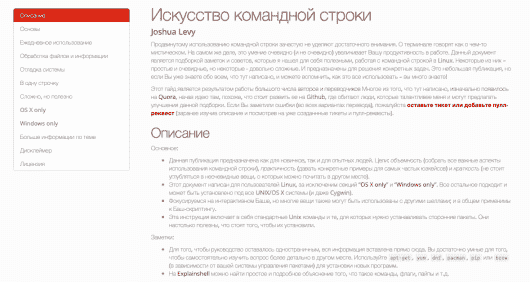 Описание
Основы
Ежедневное использование
Обработка файлов и информации
Отладка системы
В одну строчку
Сложно, но полезно
OS X only
Windows only
Больше информации по теме
Дисклеймер
Лицензия
Искусство командной строки
Joshua Levy
Продвинутому использованию командной строки зачастую не уделяют достаточного внимания. О терминале говорят как о чем-то
мистическом. На самом же деле, это умение очевидно (а не очевидно) увеличивает Вашу продуктивность в работе. Данный документ
является подборкой заметок и советов, которые я нашел для себя полезными, работая с командной строкой в Linux. Некоторые из них –
простые и очевидные, но некоторые - довольно сложные. И предназначены для решения конкретных задач. Это небольшая публикация, но
если Вы уже знаете обо всем, что тут написано, и можете вспомнить, как это все использовать – вы много знаете!
Этот гайд является результатом работы большого числа авторов и переводчиков Многое из того, что тут написано, изначально появилось
на Quora, начав идею там, похоже, что стоит развить ее на Github, где обитают люди, которые талантливее меня и могут предлагать
улучшения данной подборки. Если Вы заметили ошибки (во всех вариантах перевода), пожалуйста оставьте тикет или добавьте пулл-
реквест (заранее изучив описание и посмотрев на уже созданные тикеты и пулл-реквесты).
Описание
Основное:
Данная публикация предназначена как для новичков, так и для опытных людей. Цели: объемность (собрать все важные аспекты
использования командной строки), практичность (давать конкретные примеры для самых частых юзкейсов) и краткость (не стоит
углубляться в неочевидные вещи, о которых можно почитать в другом месте).
Этот документ написан для пользователей Linux, за исключением секций "OS X only" и "Windows only". Все остальное подходит и
может быть установлено под все UNIX/OS X системы (и даже Cygwin).
Фокусируемся на интерактивном Баше, но многие вещи также могут быть использованы с другими шеллами; и в общем применимы
к Баш-скриптингу.
Эта инструкция включает в себя стандартные Unix команды и те, для которых нужно устанавливать сторонние пакеты. Они
настолько полезны, что стоят того, чтобы их установили.
Заметки:
Для того, чтобы руководство оставалось одностраничным, вся информация вставлена прямо сюда. Вы достаточно умные для того,
чтобы самостоятельно изучить вопрос более детально в другом месте. Используйте apt-get, yum, dnf, pacman, pip или brew
(в зависимости от вашей системы управления пакетами) для установки новых программ.
На Explainshell можно найти простое и подробное объяснение того, что такое команды, флаги, пайпы и т.д.